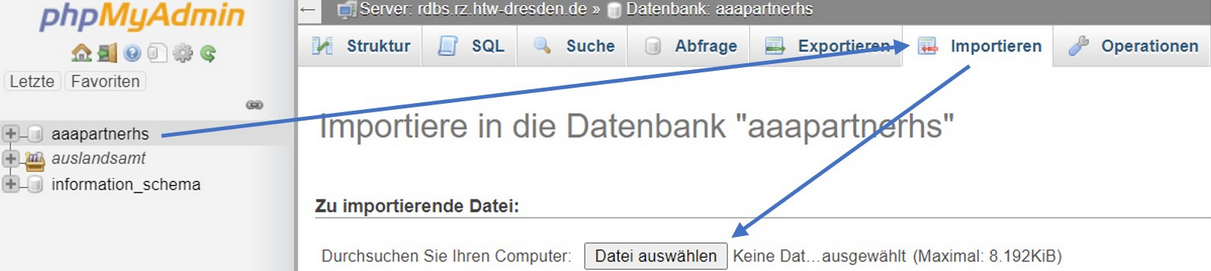 phpMyAdmin
Letzte Favoriten
aaapartnerhs
auslandsamt
information_schema
Server: rdbs.rz.htw-dresden.de » Datenbank: aaapartnerhs
Struktur SQL Suche Abfrage Exportieren Importieren Operationen
Importiere in die Datenbank "aaapartnerhs"
Zu importierende Datei:
Durchsuchen Sie Ihren Computer: Datei auswählen Keine Dat...ausgewählt (Maximal: 8.192KiB)